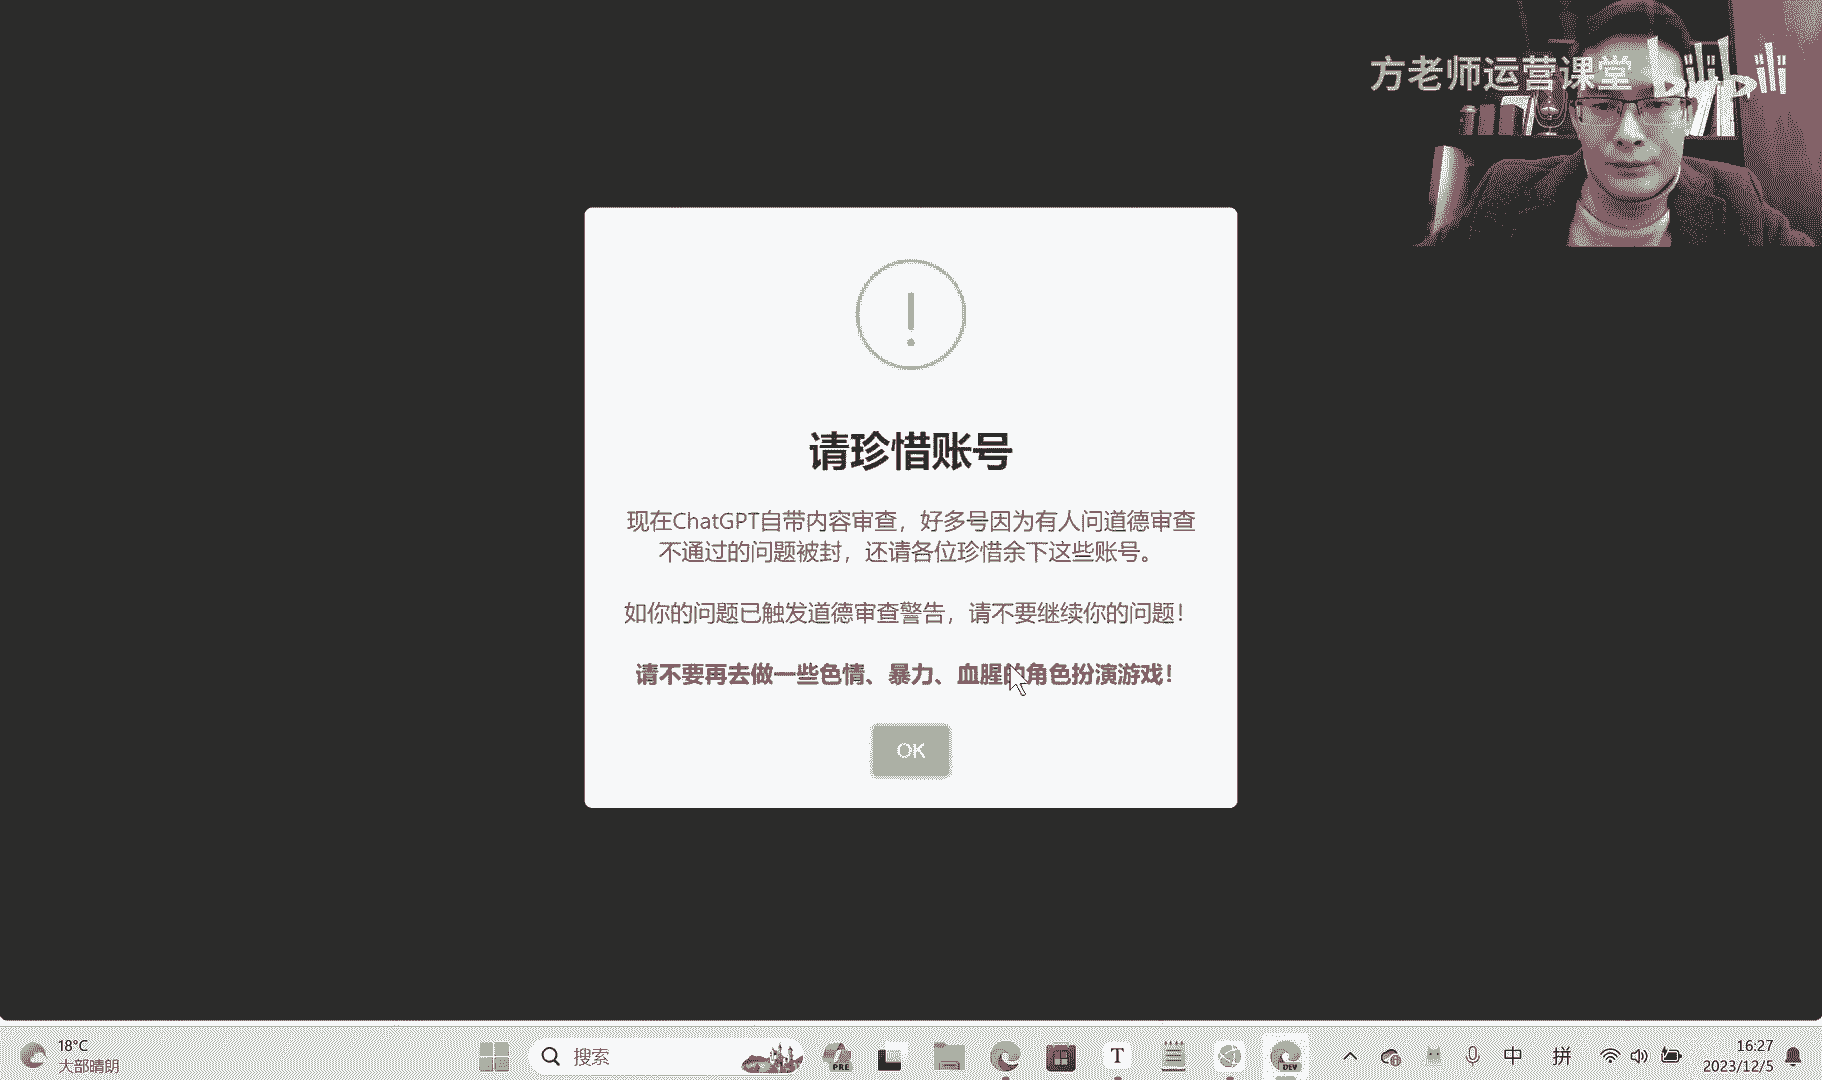 方老师运营课堂 bilibili
请珍惜账号
现在ChatGPT自带内容审查，好多号因为有人问道德审查
不通过的问题被封，还请各位珍惜余下这些账号。
如你的问题已触发道德审查警告，请不要继续你的问题！
请不要再去做一些色情、暴力、血腥的角色扮演游戏！
OK
18°C
大部晴朗
搜索
PRE
T
DEV
中
拼
16:27
2023/12/5